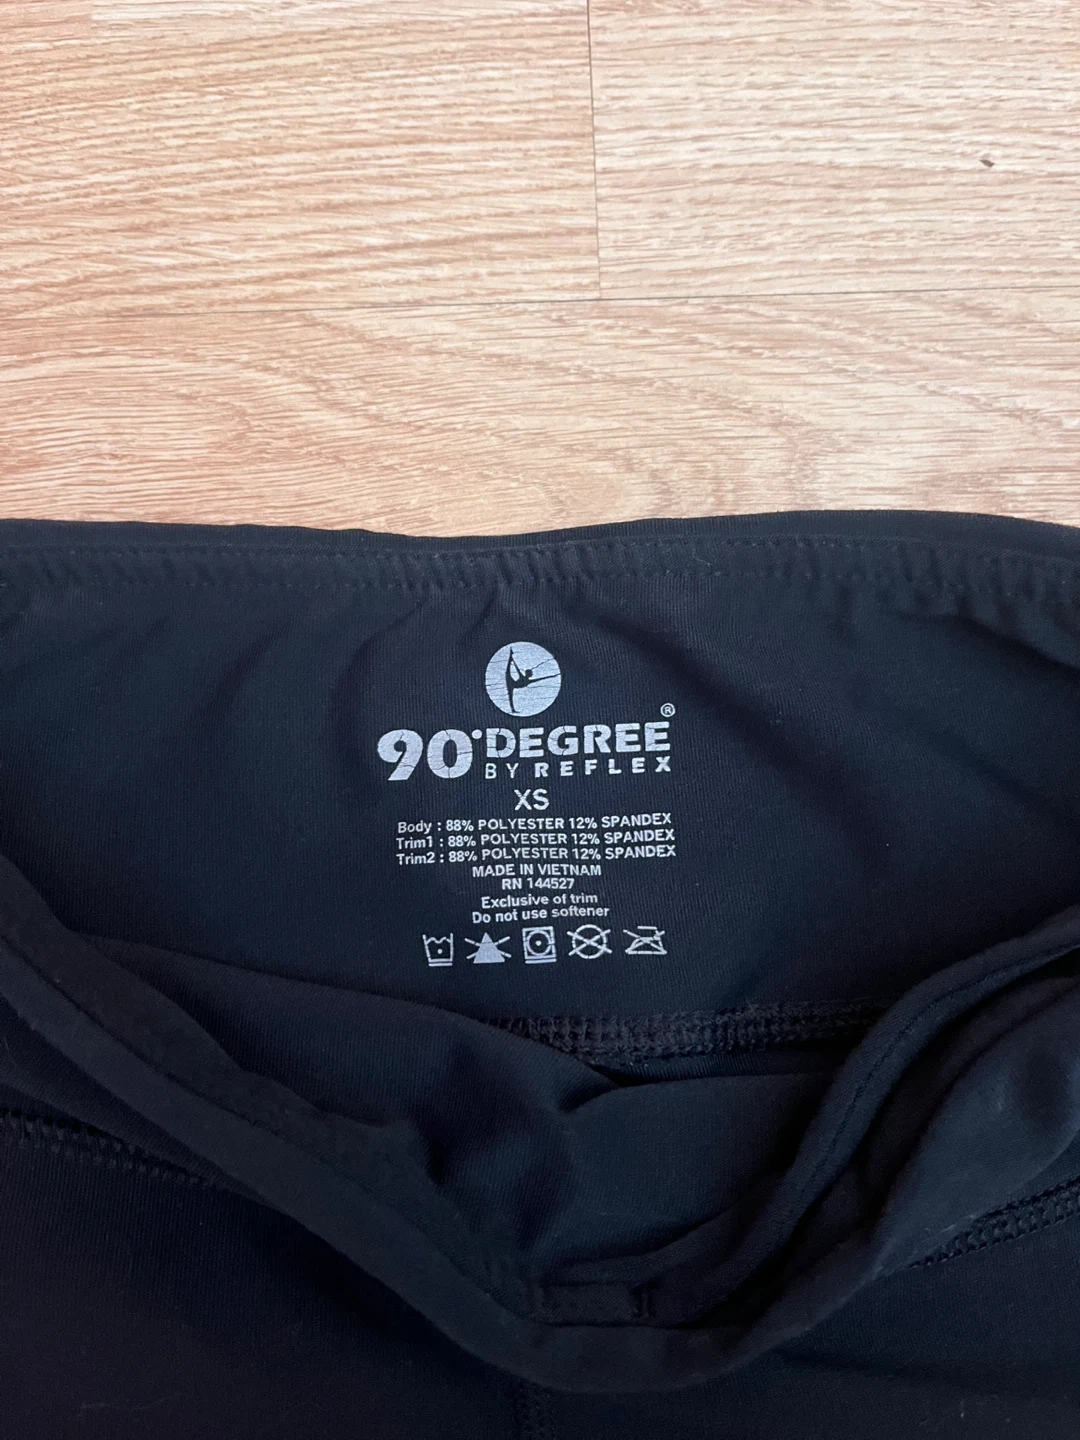 90°DEGREE®
BY REFLEX
XS
Body : 88% POLYESTER 12% SPANDEX
Trim1 : 88% POLYESTER 12% SPANDEX
Trim2 : 88% POLYESTER 12% SPANDEX
MADE IN VIETNAM
RN 144527
Exclusive of trim
Do not use softener